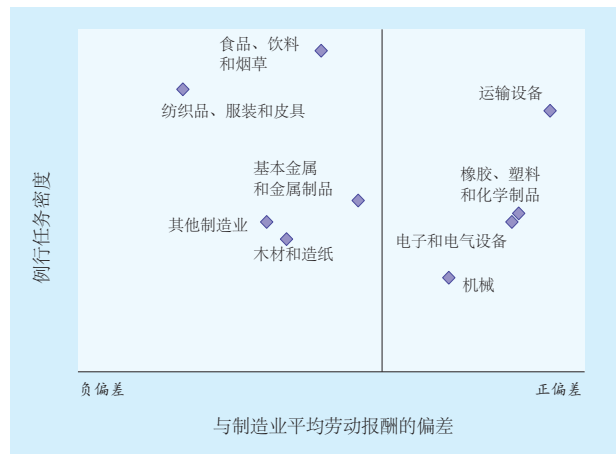 食品、饮料
和烟草
纺织品、服装和皮具
运输设备
基本金属
和金属制品
橡胶、塑料
和化学制品
其他制造业
电子和电气设备
木材和造纸
机械
例行任务密度
负偏差
正偏差
与制造业平均劳动报酬的偏差